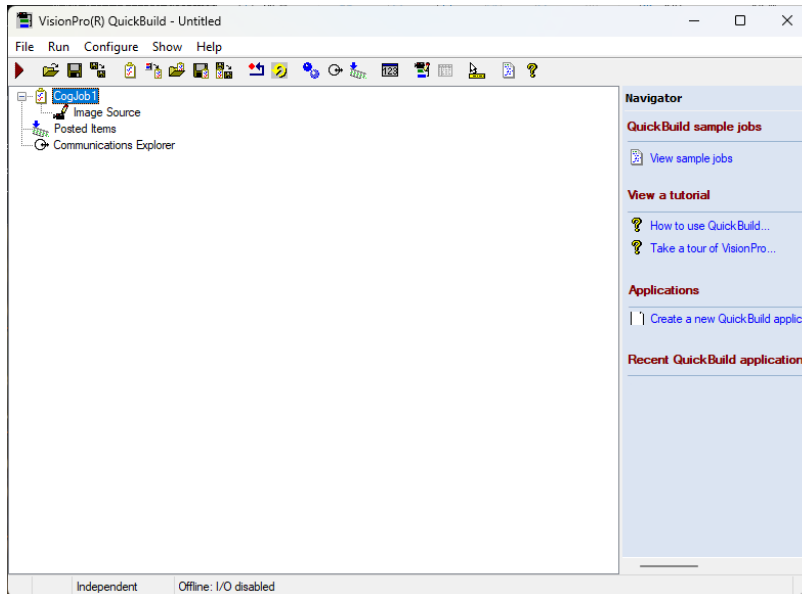 VisionPro(R) QuickBuild - Untitled
File Run Configure Show Help
123
CogJob1
Image Source
Posted Items
Communications Explorer
Navigator
QuickBuild sample jobs
View sample jobs
View a tutorial
How to use QuickBuild...
Take a tour of VisionPro...
Applications
Create a new QuickBuild applic
Recent QuickBuild application
Independent Offline: I/O disabled